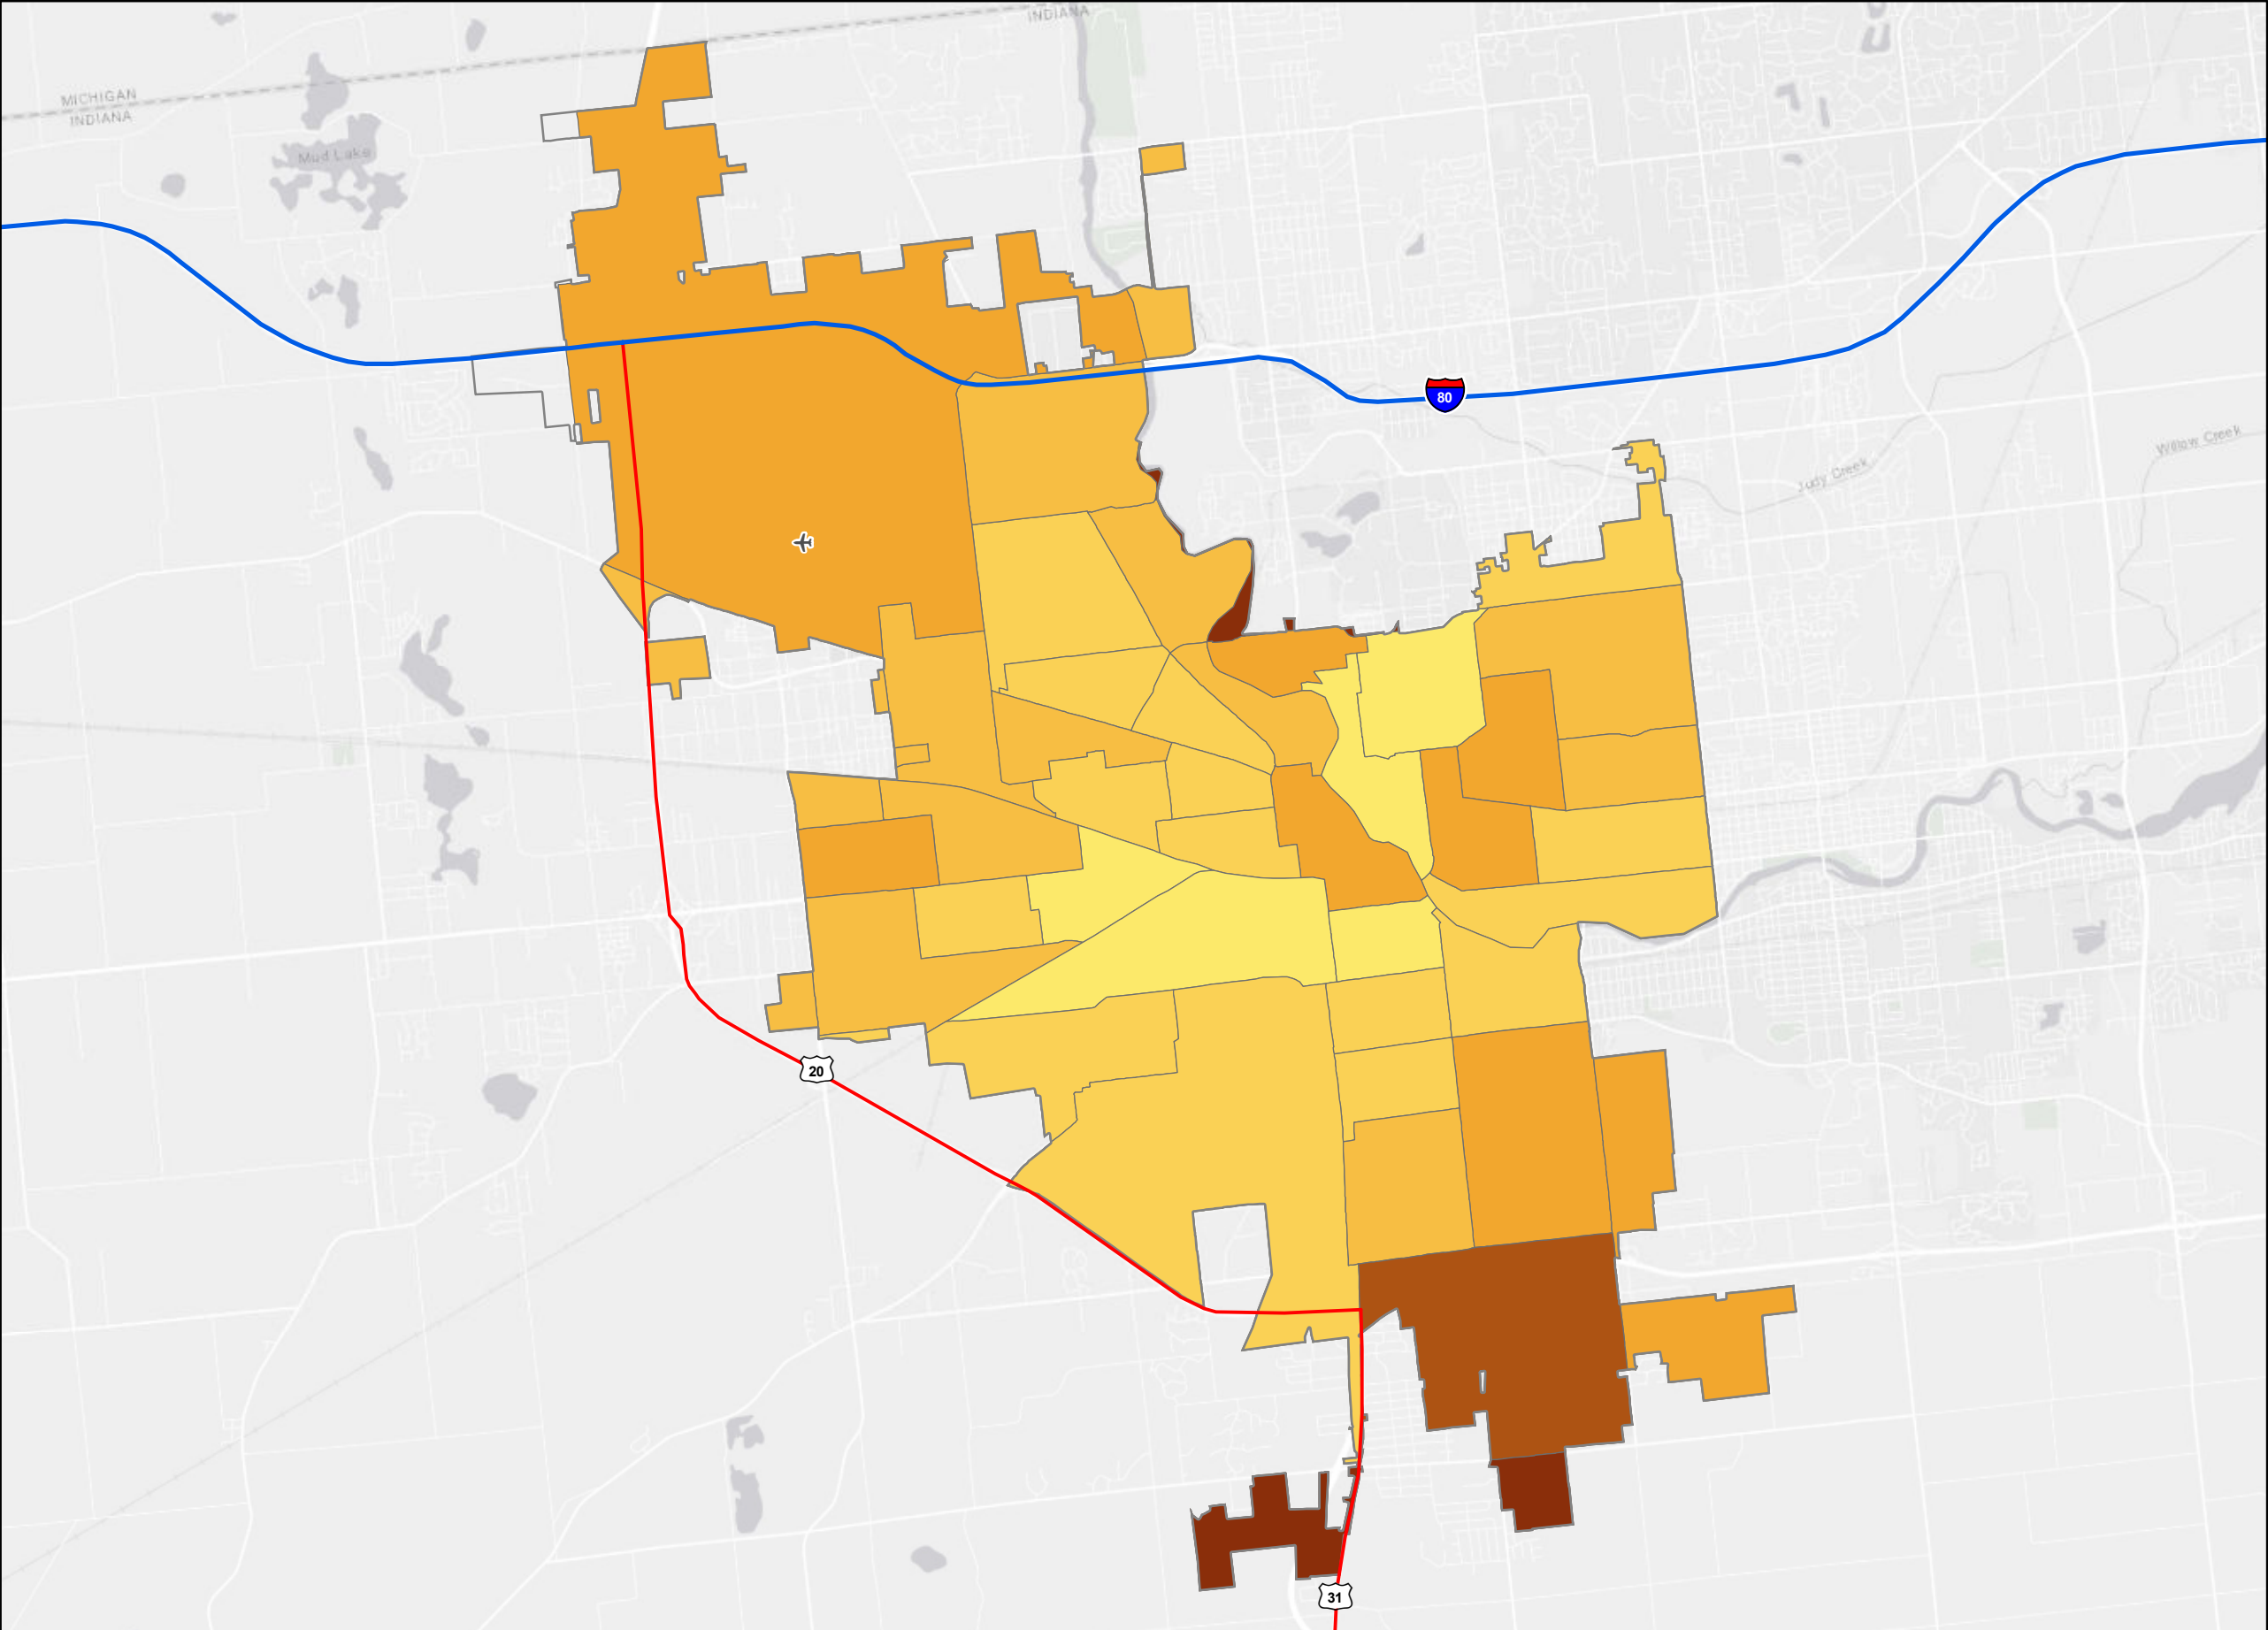 INDIANA
MICHIGAN
INDIANA
Mud Lake
80
Willow Creek
Judy Creek
20
31